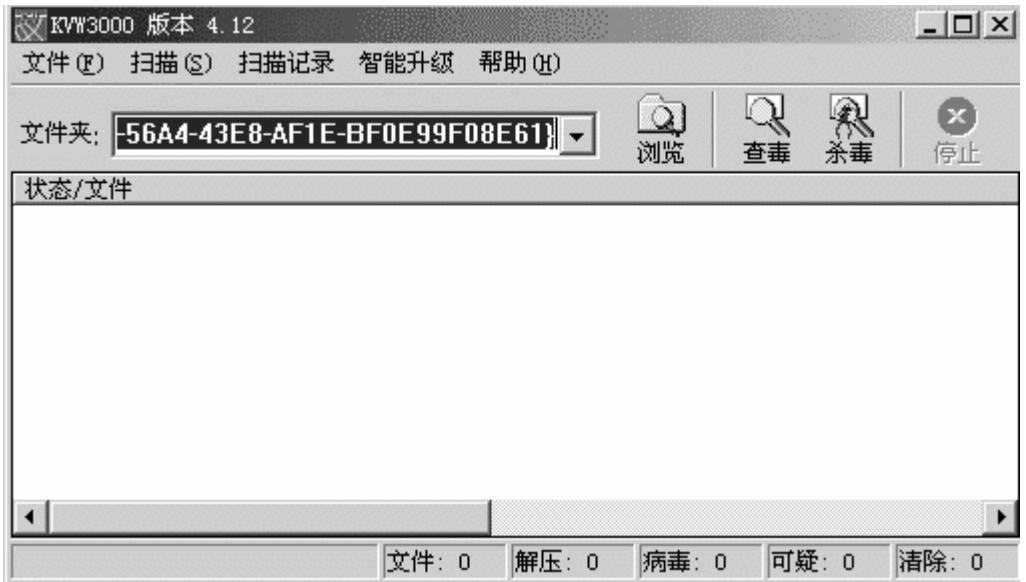 KVW3000 版本 4.12
文件(F) 扫描(S) 扫描记录 智能升级 帮助(H)
文件夹: -56A4-43E8-AF1E-BF0E99F08E61} 浏览 查毒 杀毒 停止
状态/文件
文件: 0 解压: 0 病毒: 0 可疑: 0 清除: 0